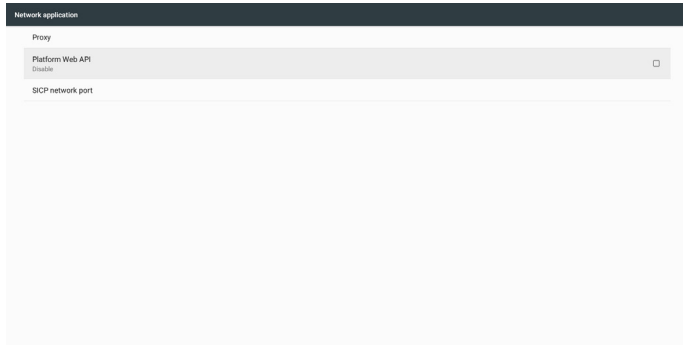 Network application
Proxy
Platform Web API
Disable
SICP network port